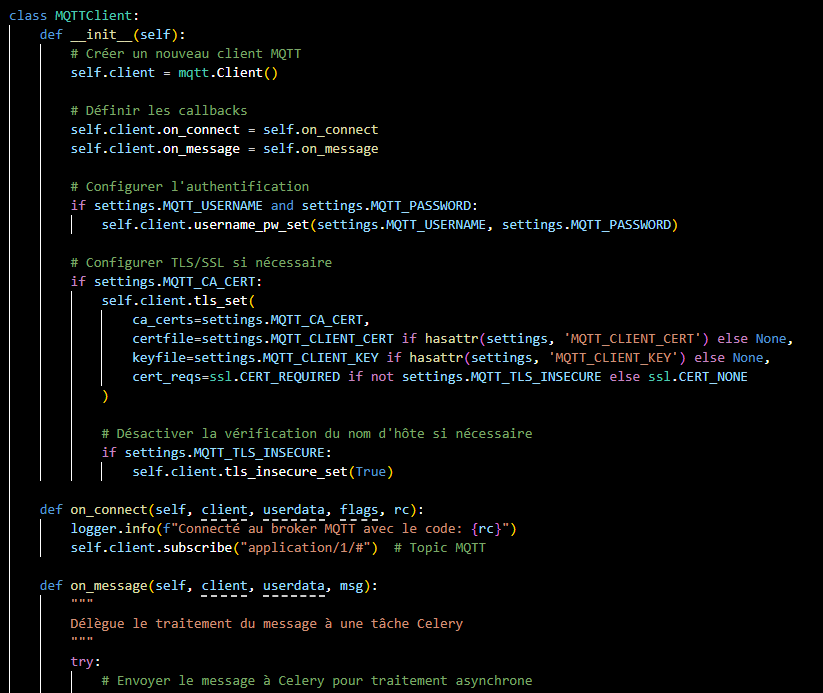 class MQTTClient:
    def __init__(self):
        # Créer un nouveau client MQTT
        self.client = mqtt.Client()

        # Définir les callbacks
        self.client.on_connect = self.on_connect
        self.client.on_message = self.on_message

        # Configurer l'authentification
        if settings.MQTT_USERNAME and settings.MQTT_PASSWORD:
            self.client.username_pw_set(settings.MQTT_USERNAME, settings.MQTT_PASSWORD)

        # Configurer TLS/SSL si nécessaire
        if settings.MQTT_CA_CERT:
            self.client.tls_set(
                ca_certs=settings.MQTT_CA_CERT,
                certfile=settings.MQTT_CLIENT_CERT if hasattr(settings, 'MQTT_CLIENT_CERT') else None,
                keyfile=settings.MQTT_CLIENT_KEY if hasattr(settings, 'MQTT_CLIENT_KEY') else None,
                cert_reqs=ssl.CERT_REQUIRED if not settings.MQTT_TLS_INSECURE else ssl.CERT_NONE
            )

            # Désactiver la vérification du nom d'hôte si nécessaire
            if settings.MQTT_TLS_INSECURE:
                self.client.tls_insecure_set(True)

    def on_connect(self, client, userdata, flags, rc):
        logger.info(f"Connecté au broker MQTT avec le code: {rc}")
        self.client.subscribe("application/1/#")  # Topic MQTT

    def on_message(self, client, userdata, msg):
        """
        Délègue le traitement du message à une tâche Celery
        """
        try:
            # Envoyer le message à Celery pour traitement asynchrone